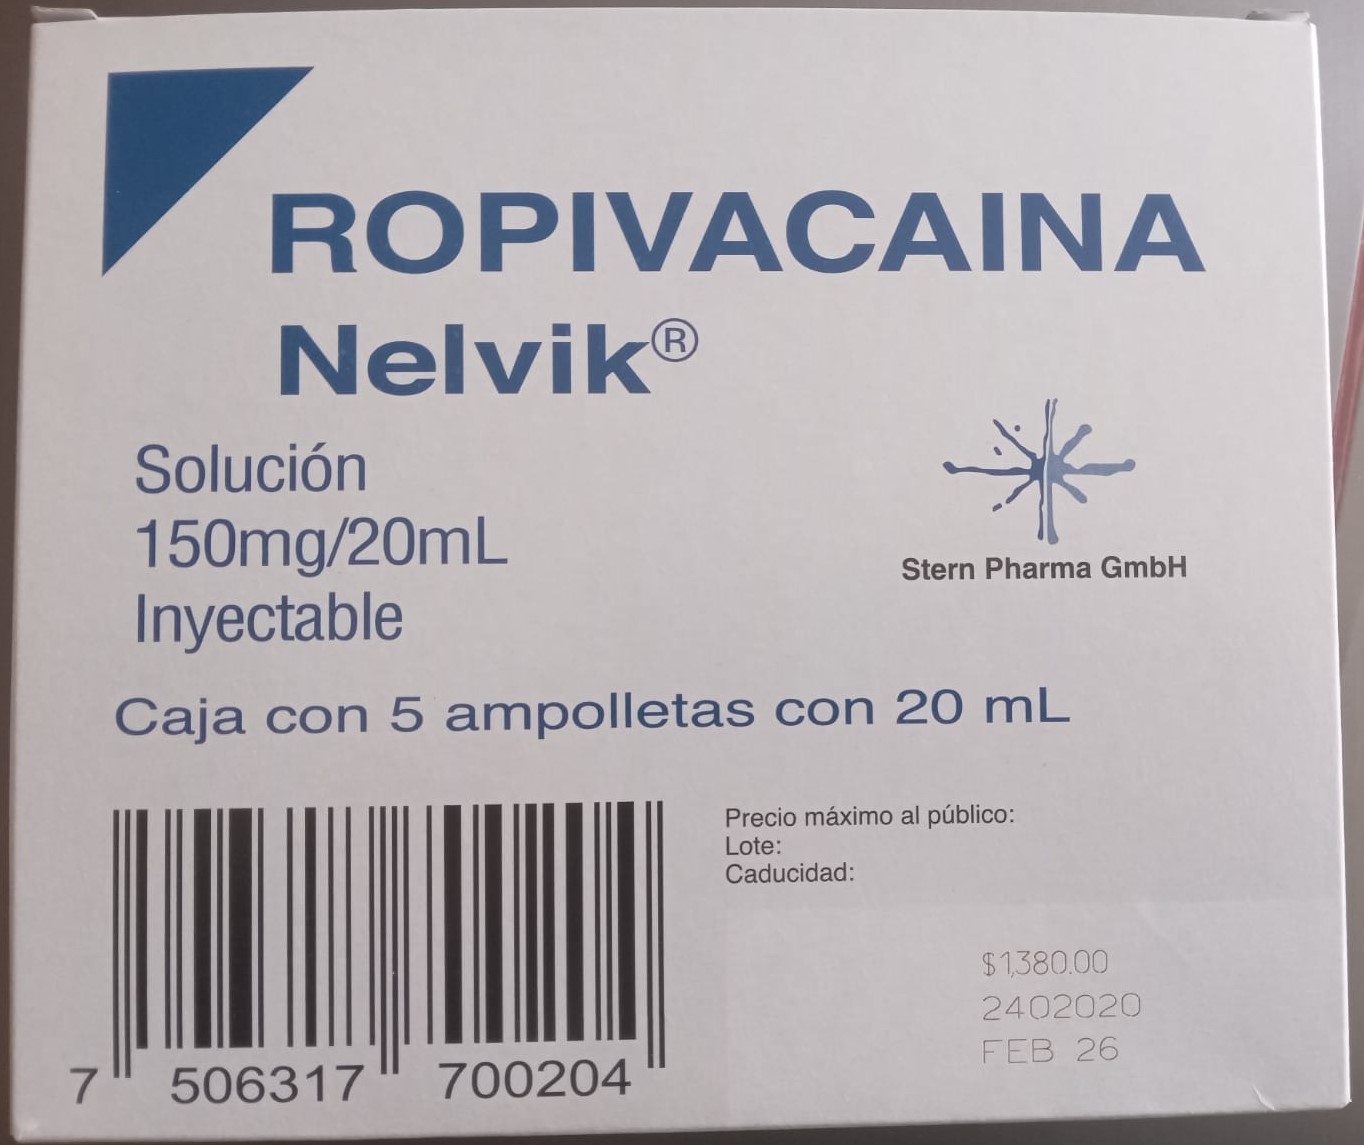 ROPIVACAINA
Nelvik®
Solución
150mg/20mL
Inyectable
Stern Pharma GmbH
Caja con 5 ampolletas con 20 mL
Precio máximo al público:
Lote:
Caducidad:
$1,380.00
2402020
FEB 26
7 506317 700204